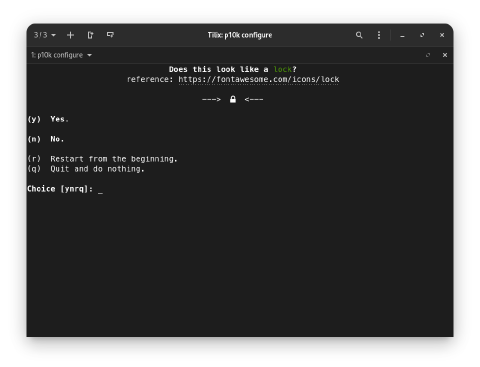 3 / 3 Tilix: p10k configure
1: p10k configure
Does this look like a lock?
reference: https://fontawesome.com/icons/lock
---> <---
(y) Yes.
(n) No.
(r) Restart from the beginning.
(q) Quit and do nothing.
Choice [ynrq]: _